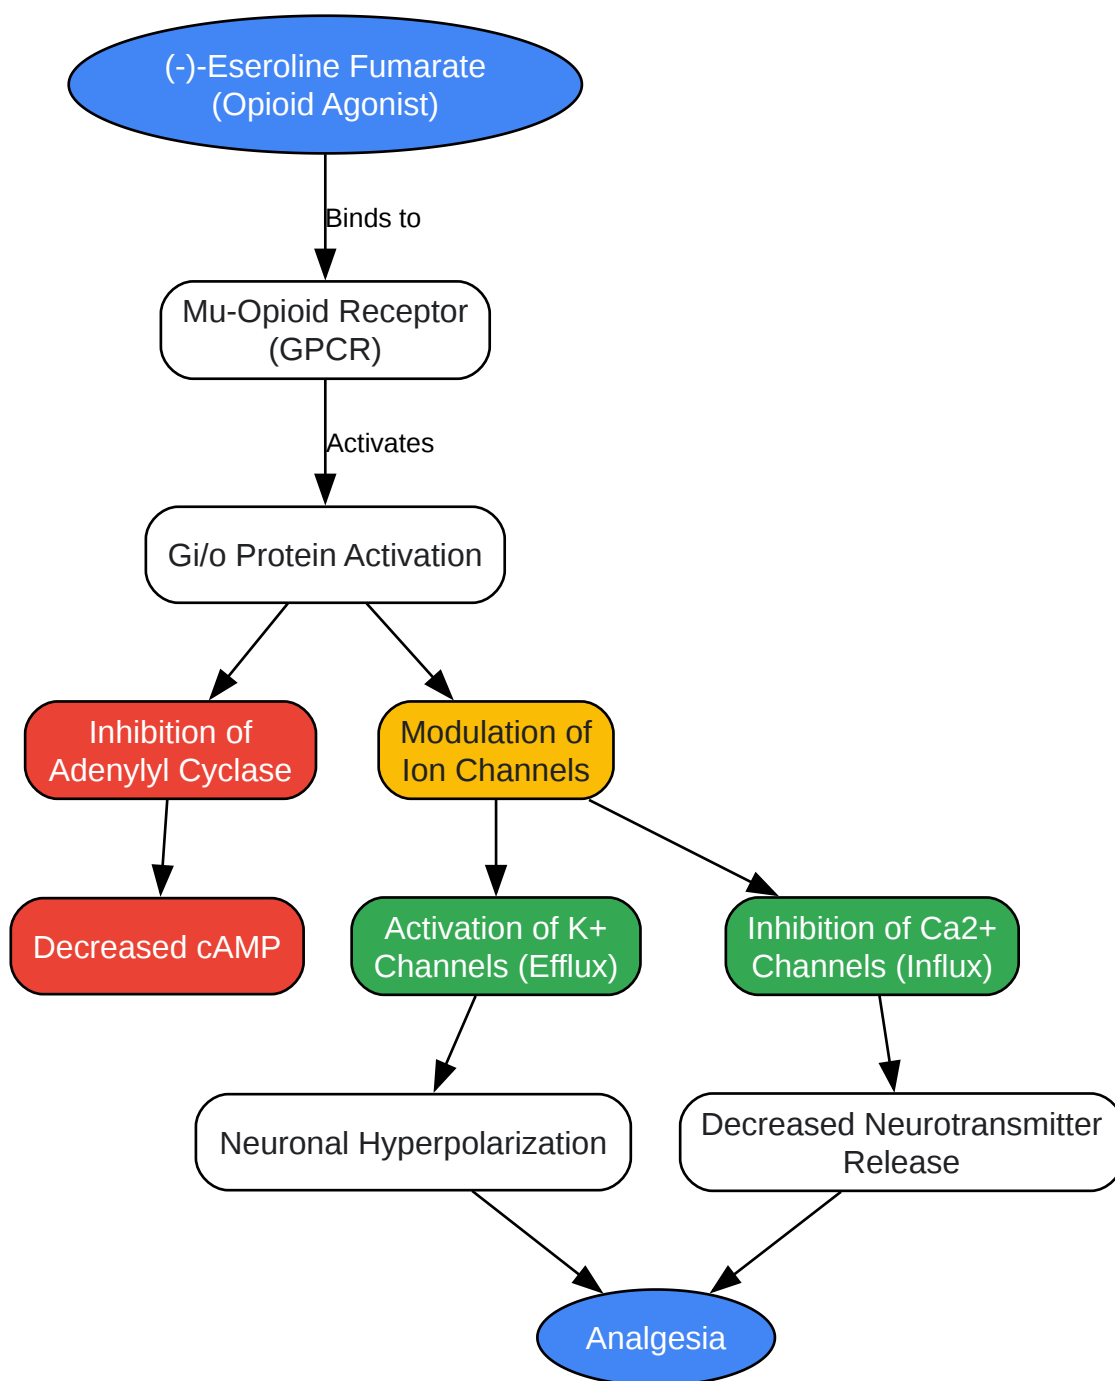 (-)-Eseroline Fumarate
(Opioid Agonist)
Binds to
Mu-Opioid Receptor
(GPCR)
Activates
Gi/o Protein Activation
Inhibition of
Adenylyl Cyclase
Modulation of
Ion Channels
Decreased cAMP
Activation of K+
Channels (Efflux)
Inhibition of Ca2+
Channels (Influx)
Neuronal Hyperpolarization
Decreased Neurotransmitter
Release
Analgesia